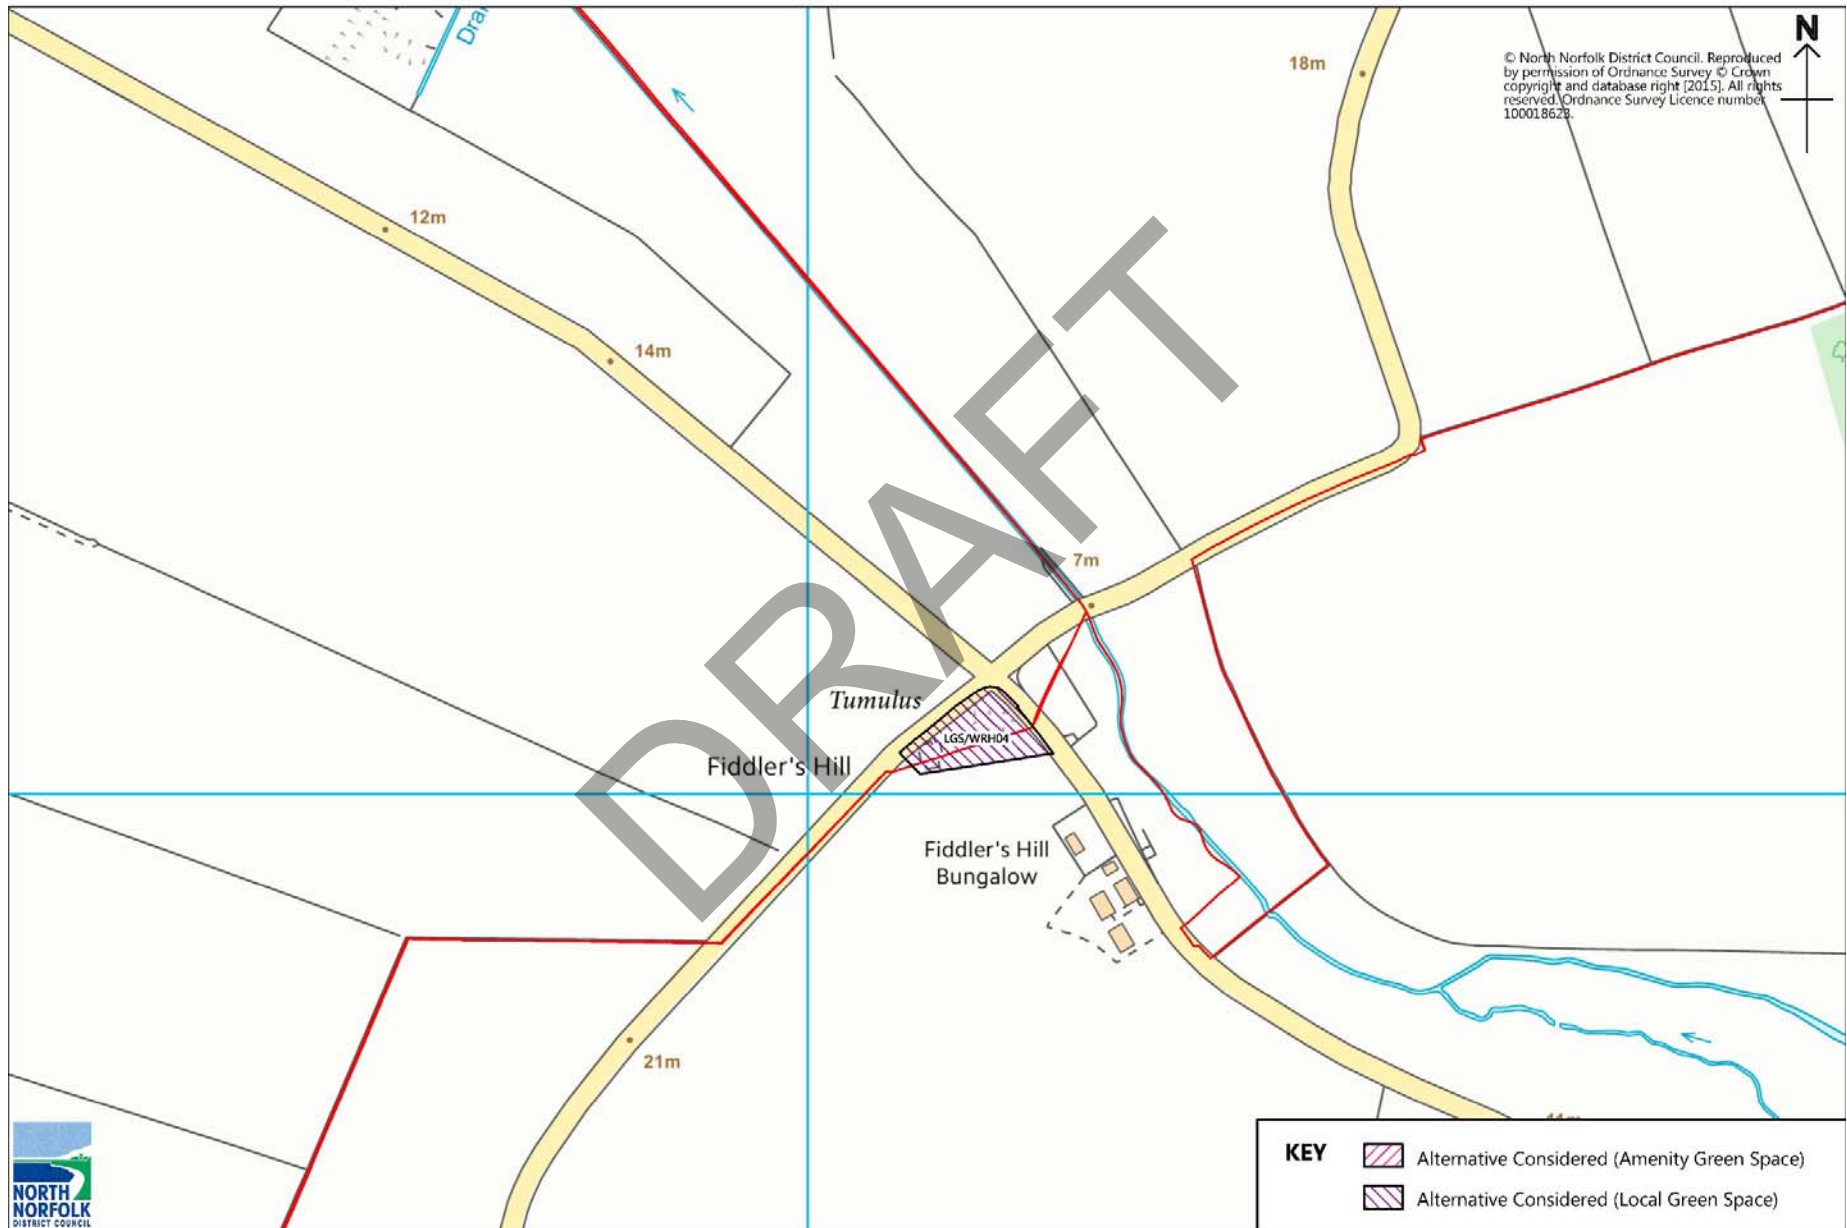 Drai
18m
N
© North Norfolk District Council. Reproduced
by permission of Ordnance Survey © Crown
copyright and database right [2015]. All rights
reserved. Ordnance Survey Licence number
100018623.
12m
14m
7m
DRAFT
Tumulus
LGS/WRH04
Fiddler's Hill
Fiddler's Hill
Bungalow
21m
11m
KEY
Alternative Considered (Amenity Green Space)
Alternative Considered (Local Green Space)
NORTH
NORFOLK
DISTRICT COUNCIL